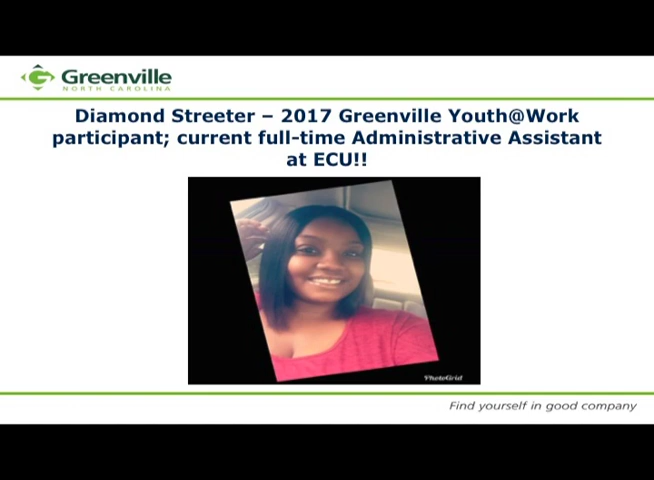 Greenville
NORTH CAROLINA
Diamond Streeter – 2017 Greenville Youth@Work
participant; current full-time Administrative Assistant
at ECU!!
PhotoGrid
Find yourself in good company